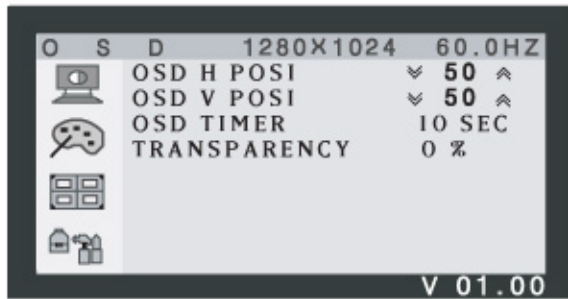 O S D 1280X1024 60.0HZ
OSD H POSI 50
OSD V POSI 50
OSD TIMER 10 SEC
TRANSPARENCY 0 %
V 01.00